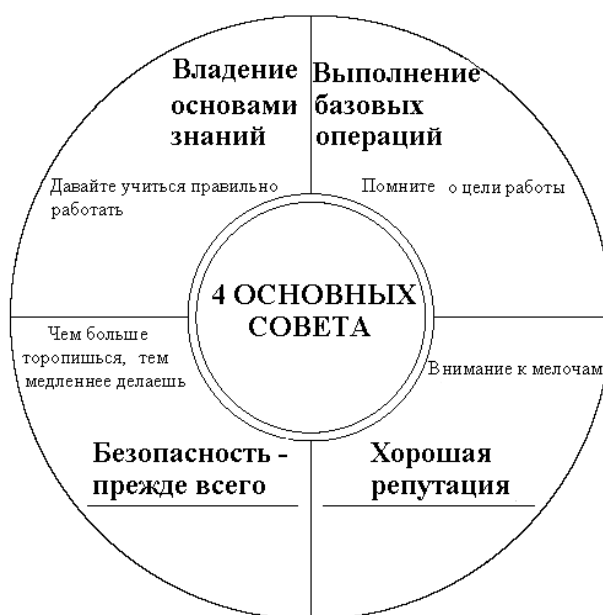 Владение
основами
знаний
Давайте учиться правильно
работать
Выполнение
базовых
операций
Помните о цели работы
4 ОСНОВНЫХ
СОВЕТА
Чем больше
торопишься, тем
медленнее делаешь
Безопасность -
прежде всего
Внимание к мелочам
Хорошая
репутация